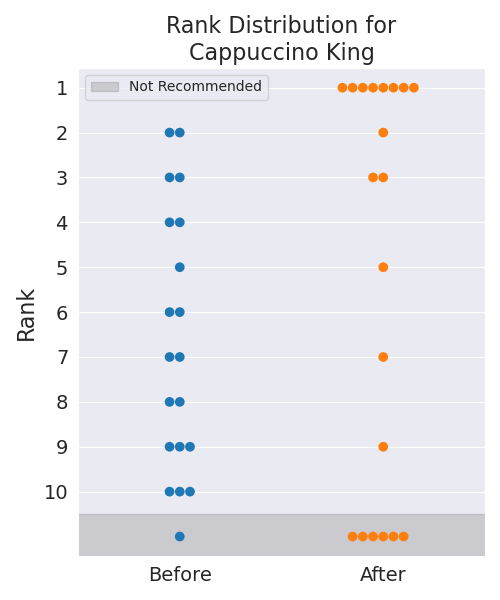 Rank Distribution for
Cappuccino King
Not Recommended
1
2
3
4
5
6
7
8
9
10
Rank
Before
After